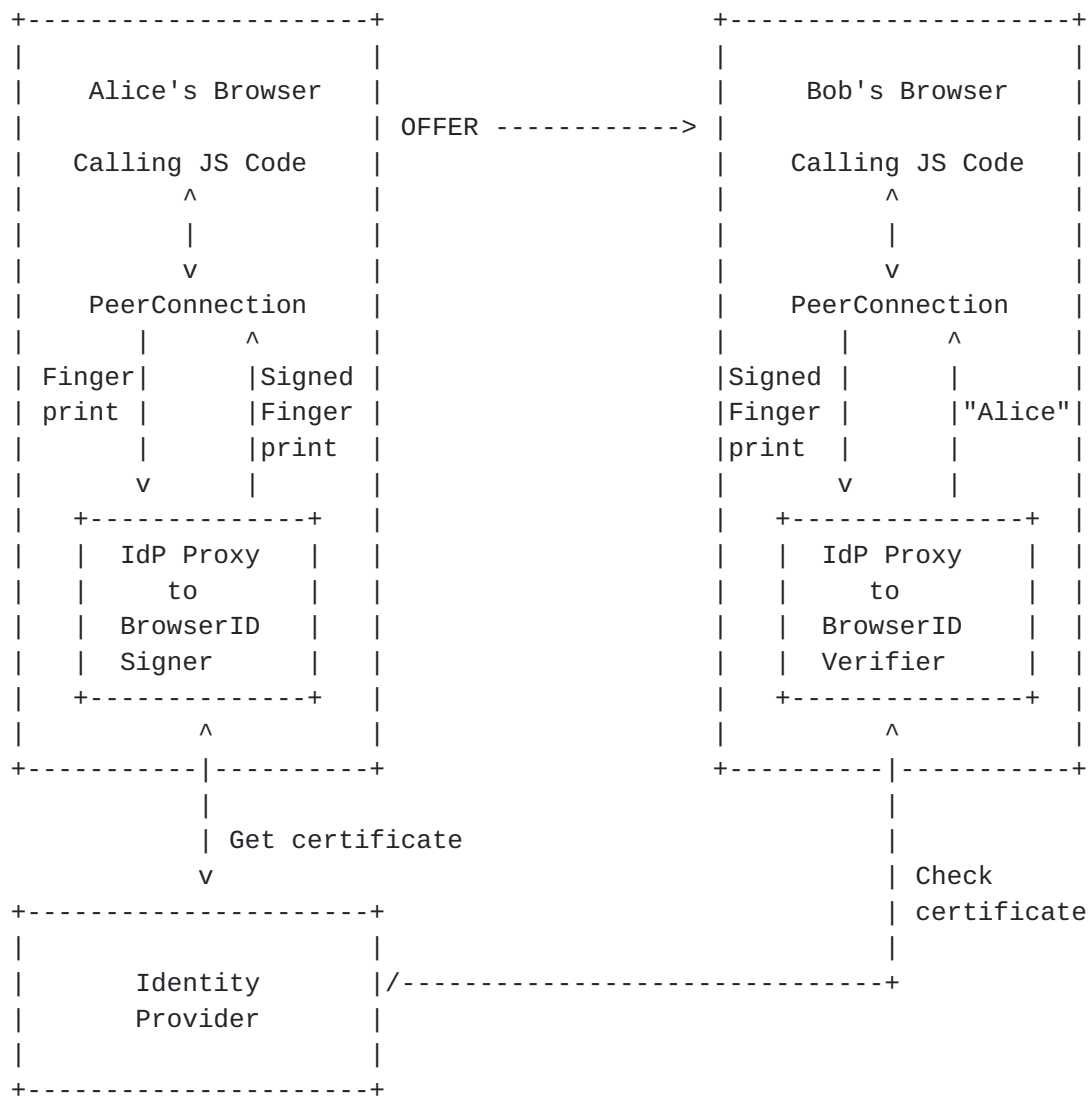 Alice's Browser
Bob's Browser
OFFER ------------>
Calling JS Code
Calling JS Code
PeerConnection
PeerConnection
Finger
print
Signed
Finger
print
Signed
Finger
print
"Alice"
IdP Proxy
to
BrowserID
Signer
IdP Proxy
to
BrowserID
Verifier
Get certificate
Check
certificate
Identity
Provider